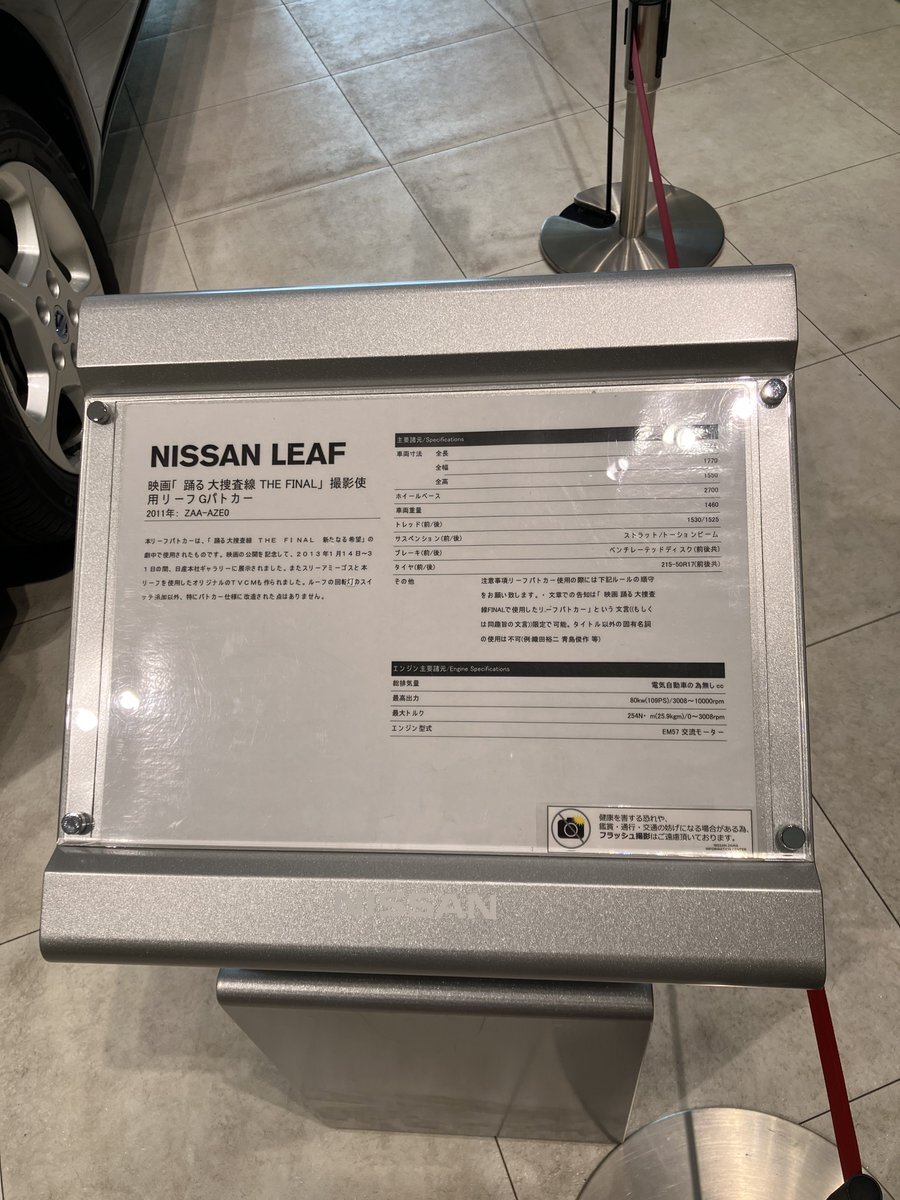 NISSAN LEAF
映画「 踊る大捜査線 THE FINAL」撮影使
用リーフGパトカー
2011年: ZAA-AZE0
本リーフパトカーは、「踊る大捜査線 THE FINAL 新たなる希望」の
劇中で使用されたものです。映画の公開を記念して、2013年1月14日~3
1日の間、日産本社ギャラリーに展示されました。またスリーアミーゴスと本
リーフを使用したオリジナルのTVCMも作られました。ルーフの回転灯カスイ
ッチ添加以外、特にパトカー仕様に改造された点はありません。
主要諸元/Specifications
車両寸法 全長
全幅 1770
全高 1550
ホイールベース 2700
車両重量 1460
トレッド(前/後) 1530/1525
サスペンション(前/後) ストラット/トーションビーム
ブレーキ(前/後) ベンチレーテッドディスク(前後共)
タイヤ(前/後) 215-50R17(前後共)
その他 注意事項リーフパトカー使用の際には下記ルールの順守
をお願い致します。・文章での告知は「 映画 踊る大捜査
線FINALで使用したリーフパトカー」という文言((もしく
は同趣旨の文言))限定で可能。タイトル以外の固有名詞
の使用は不可(例:織田裕二 青島俊作 等)
エンジン主要諸元/Engine Specifications
総排気量 電気自動車の為無し cc
最高出力 80kw(109PS)/3008~10000rpm
最大トルク 254N・m(25.9kgm)/0~3008rpm
エンジン型式 EM57 交流モーター
健康を害する恐れや、
鑑賞・通行・交通の妨げになる場合がある為、
フラッシュ撮影はご遠慮頂いております。
NISSAN